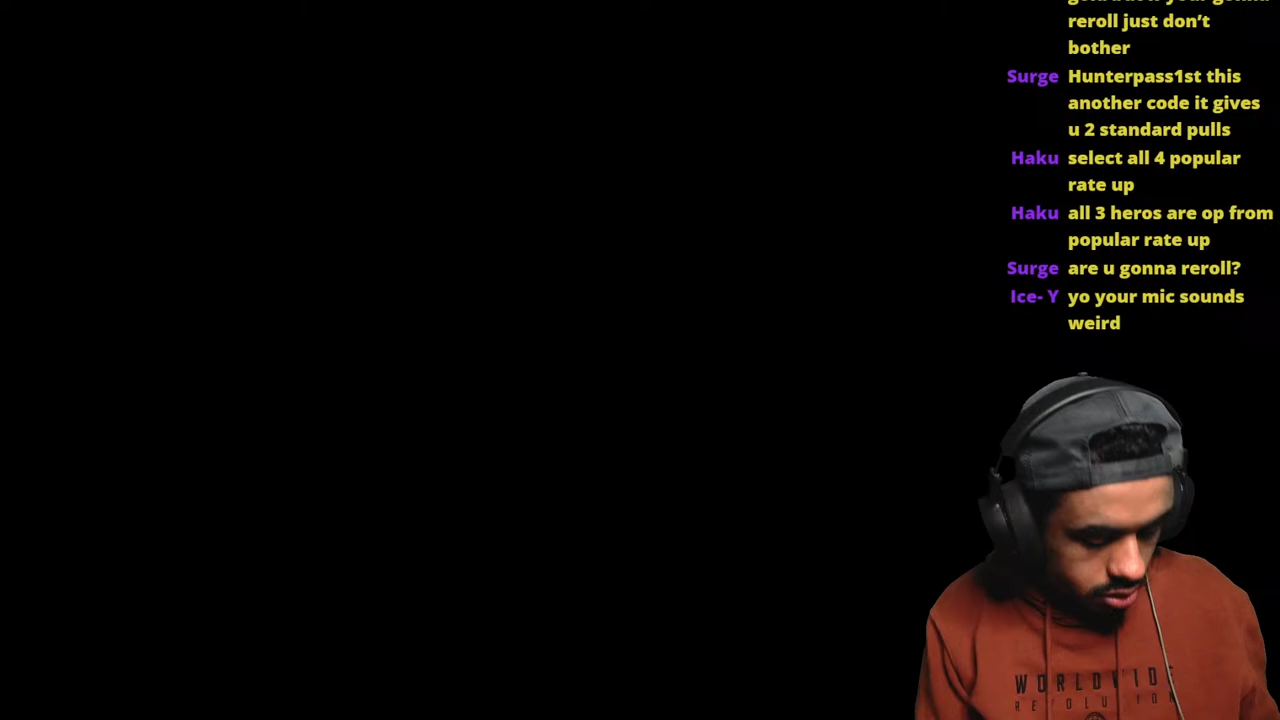 reroll just don't
bother
Surge Hunterpass1st this
another code it gives
u 2 standard pulls
Haku select all 4 popular
rate up
Haku all 3 heros are op from
popular rate up
Surge are u gonna reroll?
Ice- Y yo your mic sounds
weird
WORLDWIDE
REVOLUTION